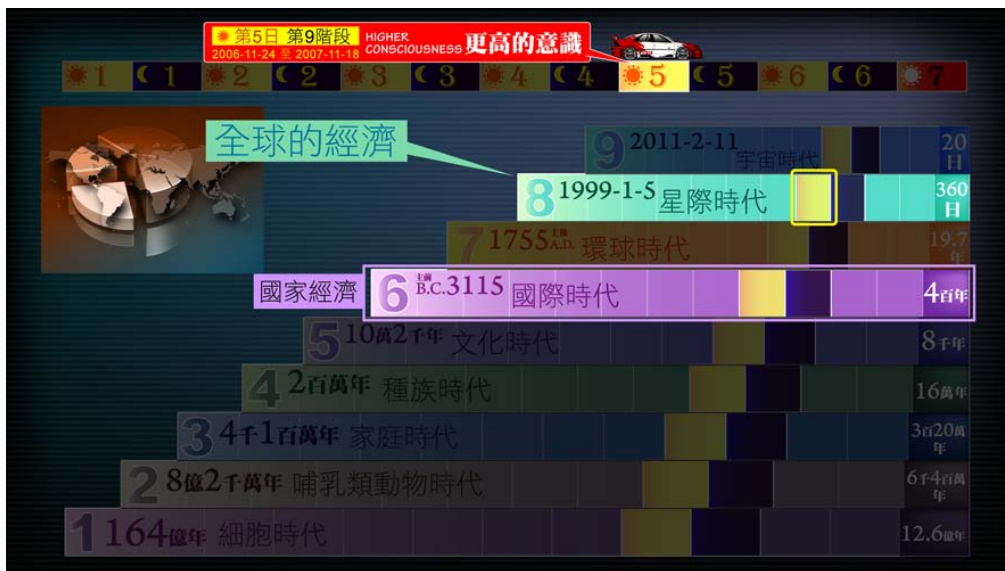 第5日 第9階段
2006-11-24 至 2007-11-18
HIGHER
CONSCIOUSNESS
更高的意識
1 1 2 2 3 3 4 4 5 5 6 6 7
全球的經濟
9 2011-2-11 宇宙時代 20日
8 1999-1-5 星際時代 360日
7 1755 A.D. 環球時代 19.7年
國家經濟 6 主前 B.C.3115 國際時代 4百年
5 10萬2千年 文化時代 8千年
4 2百萬年 種族時代 16萬年
3 4千1百萬年 家庭時代 3百20萬年
2 8億2千萬年 哺乳類動物時代 6千4百萬年
1 164億年 細胞時代 12.6億年